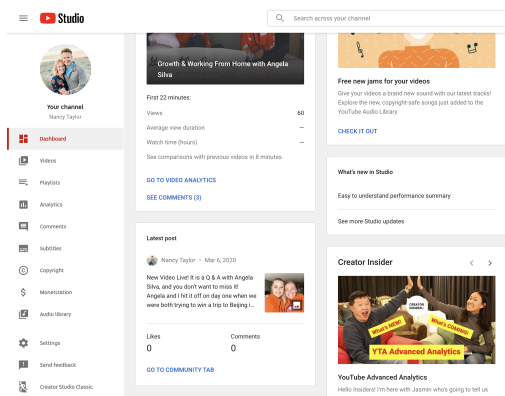 Studio
Search across your channel
Your channel
Nancy Taylor
Dashboard
Videos
Playlists
Analytics
Comments
Subtitles
Copyright
Monetization
Audio library
Settings
Send feedback
Creator Studio Classic
Growth & Working From Home with Angela
Silva
First 22 minutes:
Views 60
Average view duration –
Watch time (hours) –
See comparisons with previous videos in 8 minutes.
GO TO VIDEO ANALYTICS
SEE COMMENTS (3)
Latest post
Nancy Taylor • Mar 6, 2020
New Video Live! It is a Q & A with Angela
Silva, and you don't want to miss it!
Angela and I hit it off on day one when we
were both trying to win a trip to Beijing i...
Likes Comments
0 0
GO TO COMMUNITY TAB
Free new jams for your videos
Give your videos a brand new sound with our latest tracks!
Explore the new, copyright-safe songs just added to the
YouTube Audio Library
CHECK IT OUT
What's new in Studio
Easy to understand performance summary
See more Studio updates
Creator Insider
CREATOR
INSIDER!
What's NEW!
What's COMING!
YTA Advanced Analytics
YouTube Advanced Analytics
Hello Insiders! I'm here with Jasmin who's going to tell us